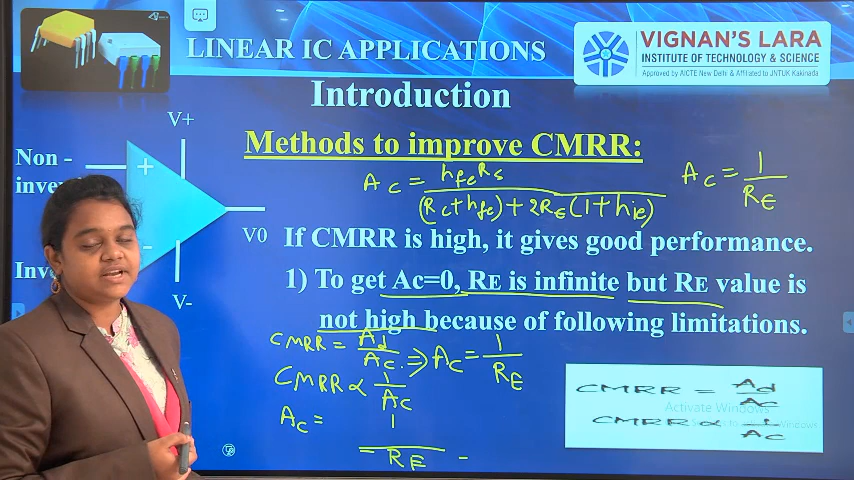 LINEAR IC APPLICATIONS
VIGNAN'S LARA
INSTITUTE OF TECHNOLOGY & SCIENCE
Approved by AICTE New Delhi & Affiliated to JNTUK Kakinada
Introduction
V+
Methods to improve CMRR:
Non -
inver
+
Ac = hfe Rs / (Rc+hfe)+2RE(1+hie)
Ac = 1/RE
V0
If CMRR is high, it gives good performance.
Inv
-
1) To get Ac=0, RE is infinite but RE value is
V-
not high because of following limitations.
CMRR = Ad/Ac ⇒ Ac = 1/RE
CMRR ∝ 1/Ac
Ac = 1
= RE =
CMRR = Ad/Ac
Activate Windows
CMRR ∝ 1/Ac